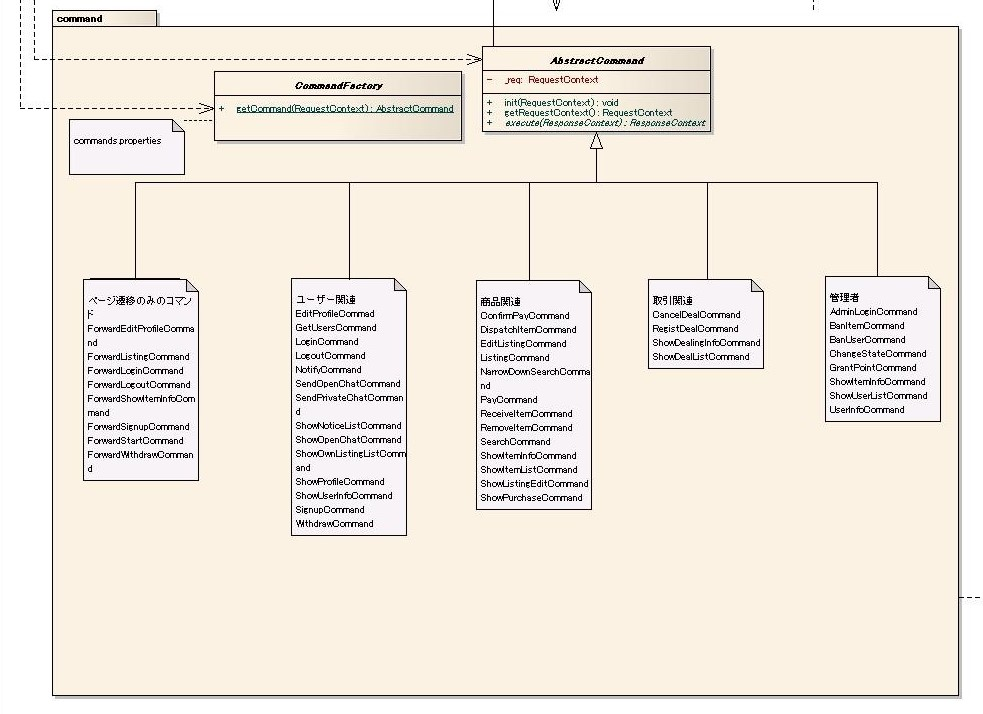 command
AbstractCommand
- _req: RequestContext
+ init(RequestContext) : void
+ getRequestContext() : RequestContext
+ execute(ResponseContext) : ResponseContext
CommandFactory
+ getCommand(RequestContext) : AbstractCommand
commands.properties
ページ遷移のみのコマン
ド
ForwardEditProfileComma
nd
ForwardListingCommand
ForwardLoginCommand
ForwardLogoutCommand
ForwardShowItemInfoCom
mand
ForwardSignupCommand
ForwardStartCommand
ForwardWithdrawComman
d
ユーザー関連
EditProfileCommad
GetUsersCommand
LoginCommand
LogoutCommand
NotifyCommand
SendOpenChatCommand
SendPrivateChatComman
d
ShowNoticeListCommand
ShowOpenChatCommand
ShowOwnListingListComm
and
ShowProfileCommand
ShowUserInfoCommand
SignupCommand
WithdrawCommand
商品関連
ConfirmPayCommand
DispatchItemCommand
EditListingCommand
ListingCommand
NarrowDownSearchComma
nd
PayCommand
ReceiveItemCommand
RemoveItemCommand
SearchCommand
ShowItemInfoCommand
ShowItemListCommand
ShowListingEditCommand
ShowPurchaseCommand
取引関連
CancelDealCommand
RegistDealCommand
ShowDealingInfoCommand
ShowDealListCommand
管理者
AdminLoginCommand
BanItemCommand
BanUserCommand
ChangeStateCommand
GrantPointCommand
ShowItemInfoCommand
ShowUserListCommand
UserInfoCommand